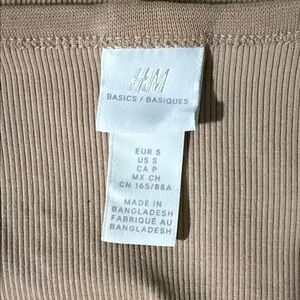 H&M
BASICS / BASIQUES
EUR S
US S
CA P
MX CH
CN 165/88A
MADE IN
BANGLADESH
FABRIQUÉ AU
BANGLADESH